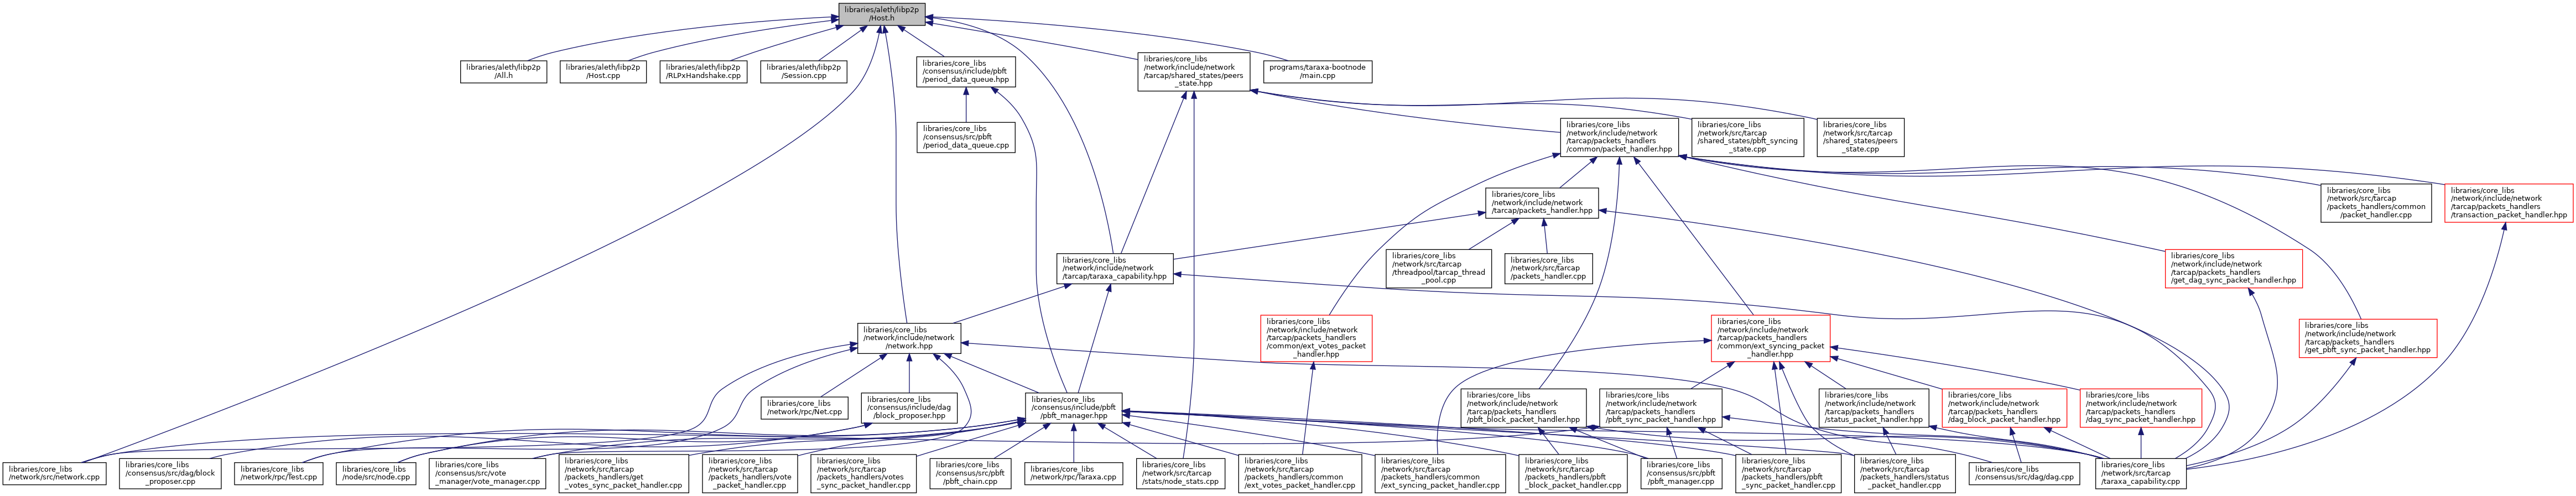 libraries/aleth/libp2p
/Host.h
libraries/aleth/libp2p
/All.h
libraries/aleth/libp2p
/Host.cpp
libraries/aleth/libp2p
/RLPxHandshake.cpp
libraries/aleth/libp2p
/Session.cpp
libraries/core_libs
/consensus/include/pbft
/period_data_queue.hpp
libraries/core_libs
/network/include/network
/tarcap/shared_states/peers
_state.hpp
programs/taraxa-bootnode
/main.cpp
libraries/core_libs
/consensus/src/pbft
/period_data_queue.cpp
libraries/core_libs
/network/include/network
/tarcap/packets_handlers
/common/packet_handler.hpp
libraries/core_libs
/network/src/tarcap
/shared_states/pbft_syncing
_state.cpp
libraries/core_libs
/network/src/tarcap
/shared_states/peers
_state.cpp
libraries/core_libs
/network/include/network
/tarcap/packets_handler.hpp
libraries/core_libs
/network/src/tarcap
/packets_handlers/common
/packet_handler.cpp
libraries/core_libs
/network/include/network
/tarcap/packets_handlers
/transaction_packet_handler.hpp
libraries/core_libs
/network/include/network
/tarcap/taraxa_capability.hpp
libraries/core_libs
/network/src/tarcap
/threadpool/tarcap_thread
_pool.cpp
libraries/core_libs
/network/src/tarcap
/packets_handler.cpp
libraries/core_libs
/network/include/network
/tarcap/packets_handlers
/get_dag_sync_packet_handler.hpp
libraries/core_libs
/network/include/network
/network.hpp
libraries/core_libs
/network/include/network
/tarcap/packets_handlers
/common/ext_votes_packet
_handler.hpp
libraries/core_libs
/network/include/network
/tarcap/packets_handlers
/common/ext_syncing_packet
_handler.hpp
libraries/core_libs
/network/include/network
/tarcap/packets_handlers
/get_pbft_sync_packet_handler.hpp
libraries/core_libs
/network/rpc/Net.cpp
libraries/core_libs
/consensus/include/dag
/block_proposer.hpp
libraries/core_libs
/consensus/include/pbft
/pbft_manager.hpp
libraries/core_libs
/network/include/network
/tarcap/packets_handlers
/pbft_block_packet_handler.hpp
libraries/core_libs
/network/include/network
/tarcap/packets_handlers
/pbft_sync_packet_handler.hpp
libraries/core_libs
/network/include/network
/tarcap/packets_handlers
/status_packet_handler.hpp
libraries/core_libs
/network/include/network
/tarcap/packets_handlers
/dag_block_packet_handler.hpp
libraries/core_libs
/network/include/network
/tarcap/packets_handlers
/dag_sync_packet_handler.hpp
libraries/core_libs
/network/src/network.cpp
libraries/core_libs
/consensus/src/dag/block
_proposer.cpp
libraries/core_libs
/network/rpc/Test.cpp
libraries/core_libs
/node/src/node.cpp
libraries/core_libs
/consensus/src/vote
_manager/vote_manager.cpp
libraries/core_libs
/network/src/tarcap
/packets_handlers/get
_votes_sync_packet_handler.cpp
libraries/core_libs
/network/src/tarcap
/packets_handlers/vote
_packet_handler.cpp
libraries/core_libs
/network/src/tarcap
/packets_handlers/votes
_sync_packet_handler.cpp
libraries/core_libs
/consensus/src/pbft
/pbft_chain.cpp
libraries/core_libs
/network/rpc/Taraxa.cpp
libraries/core_libs
/network/src/tarcap
/stats/node_stats.cpp
libraries/core_libs
/network/src/tarcap
/packets_handlers/common
/ext_votes_packet_handler.cpp
libraries/core_libs
/network/src/tarcap
/packets_handlers/common
/ext_syncing_packet_handler.cpp
libraries/core_libs
/network/src/tarcap
/packets_handlers/pbft
_block_packet_handler.cpp
libraries/core_libs
/consensus/src/pbft
/pbft_manager.cpp
libraries/core_libs
/network/src/tarcap
/packets_handlers/pbft
_sync_packet_handler.cpp
libraries/core_libs
/network/src/tarcap
/packets_handlers/status
_packet_handler.cpp
libraries/core_libs
/consensus/src/dag/dag.cpp
libraries/core_libs
/network/src/tarcap
/taraxa_capability.cpp